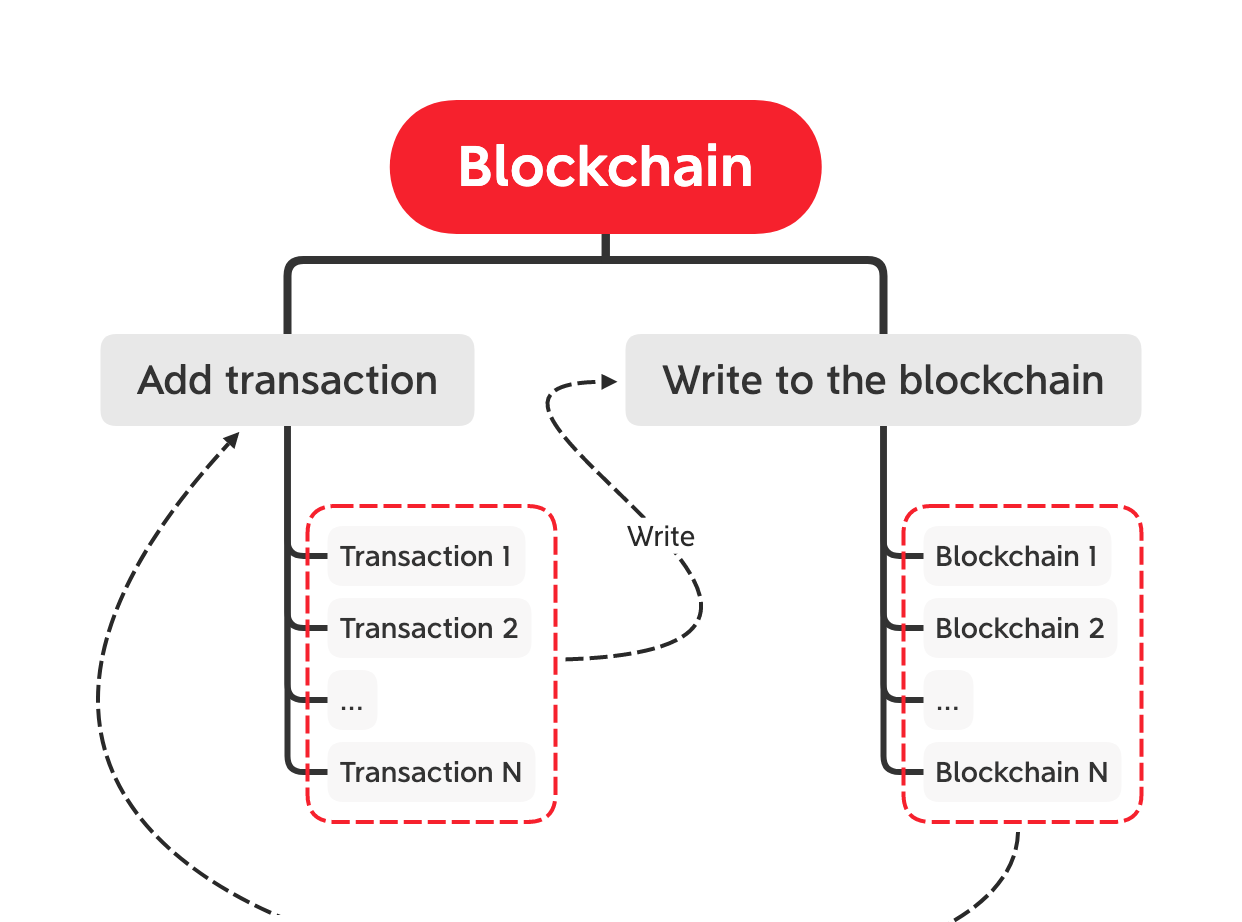 Blockchain
Add transaction
Write to the blockchain
Write
Transaction 1
Transaction 2
...
Transaction N
Blockchain 1
Blockchain 2
...
Blockchain N